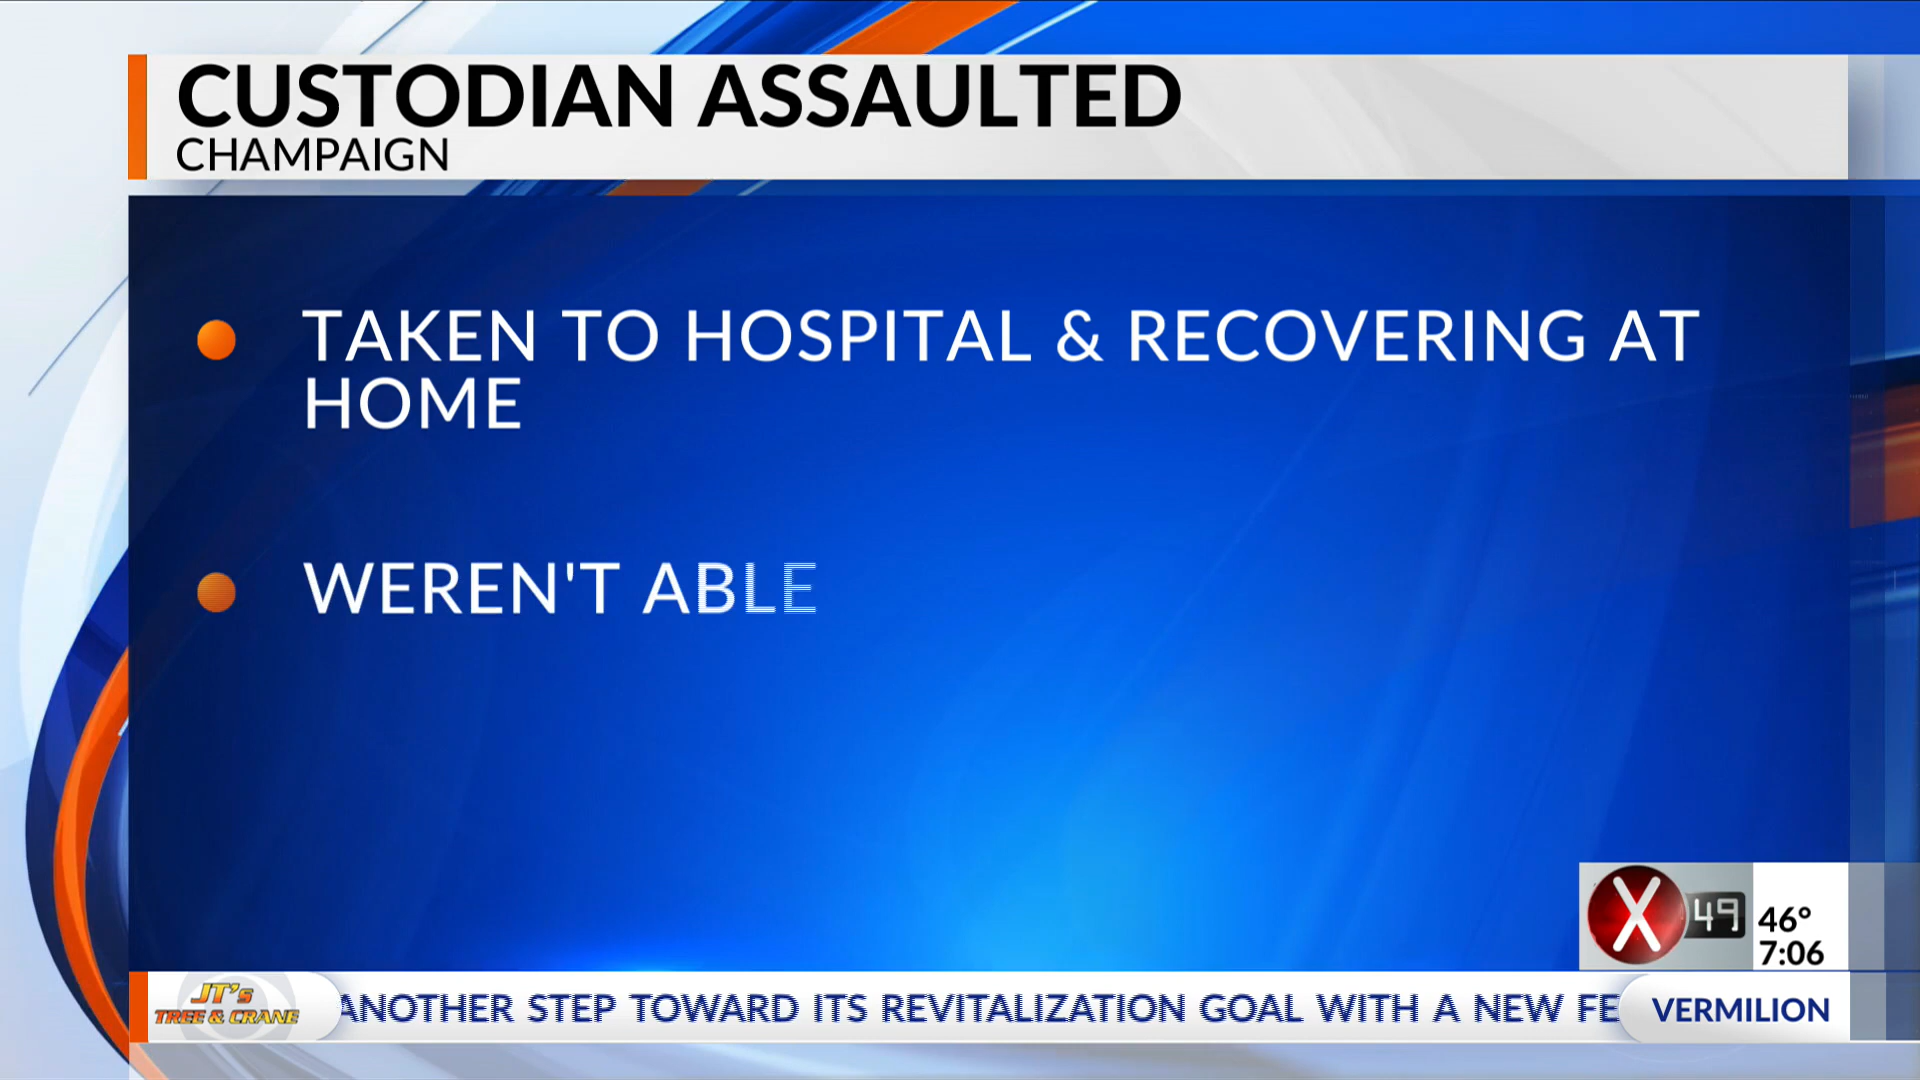 CUSTODIAN ASSAULTED
CHAMPAIGN
TAKEN TO HOSPITAL & RECOVERING AT
HOME
WEREN'T ABLE
X 49
46°
7:06
JT's
TREE & CRANE
ANOTHER STEP TOWARD ITS REVITALIZATION GOAL WITH A NEW FE
VERMILION